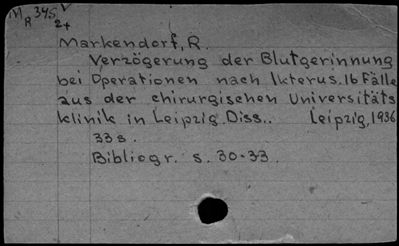 M R 345 V
2+
Markendorf, R.
Verzögerung der Blutgerinnung
bei Operationen nach Ikterus. 16 Fälle
aus der chirurgischen Universitäts
klinik in Leipzig. Diss.. Leipzig, 1936
33 s.
Bibliogr. s. 30-33.